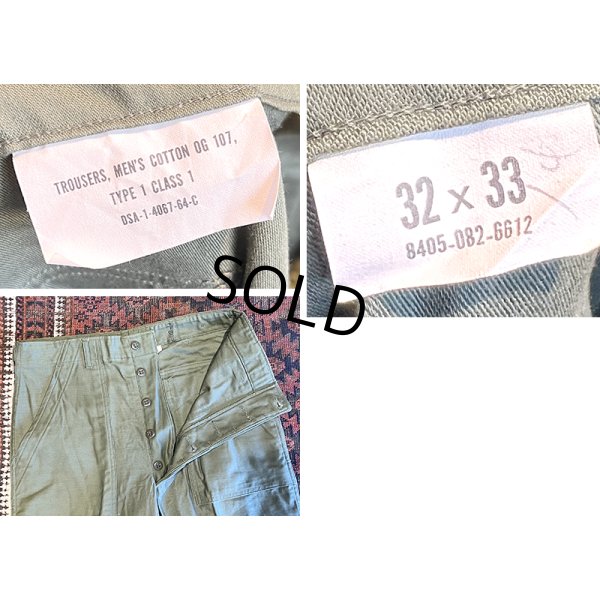 TROUSERS, MEN'S COTTON OG 107,
TYPE 1 CLASS 1
DSA-1-4067-64-C
32 x 33
8405-082-6612
SOLD